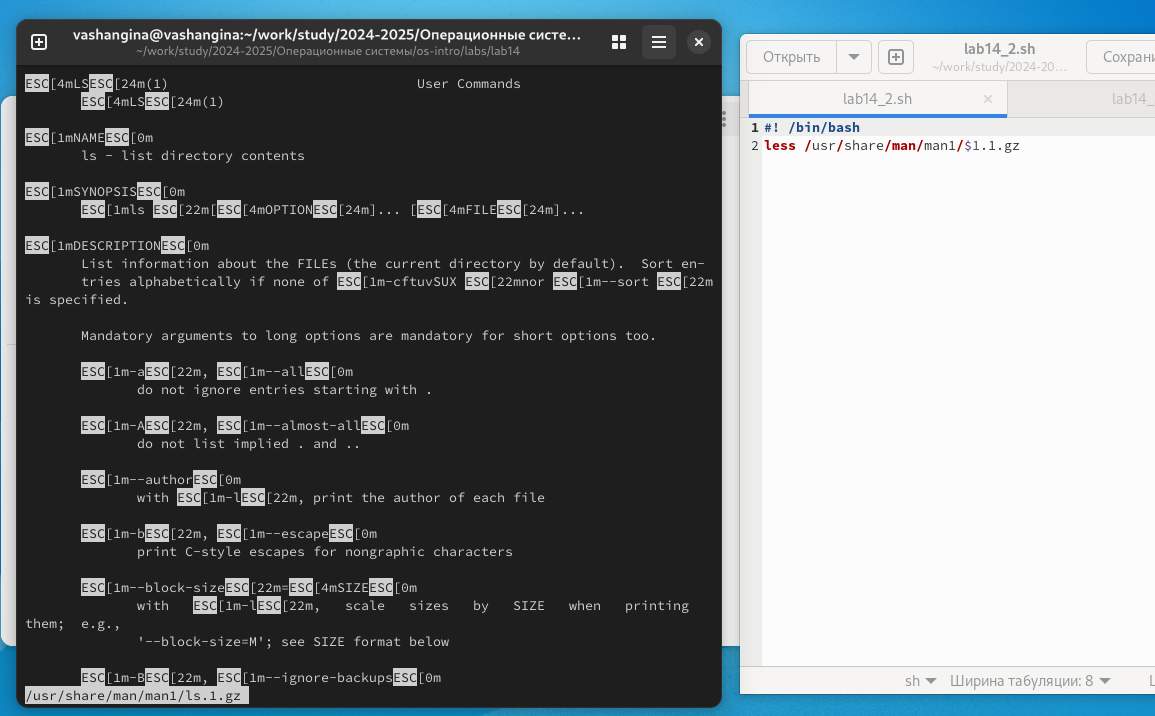 vashangina@vashangina:~/work/study/2024-2025/Операционные систе...
~/work/study/2024-2025/Операционные системы/os-intro/labs/lab14
ESC[4mLSESC[24m(1)                               User Commands
       ESC[4mLSESC[24m(1)
ESC[1mNAMEESC[0m
       ls - list directory contents
ESC[1mSYNOPSISESC[0m
       ESC[1mls ESC[22m[ESC[4mOPTIONESC[24m]... [ESC[4mFILEESC[24m]...
ESC[1mDESCRIPTIONESC[0m
       List information about the FILEs (the current directory by default).  Sort en-
       tries alphabetically if none of ESC[1m-cftuvSUX ESC[22mnor ESC[1m--sort ESC[22m
is specified.
       Mandatory arguments to long options are mandatory for short options too.
       ESC[1m-aESC[22m, ESC[1m--allESC[0m
              do not ignore entries starting with .
       ESC[1m-AESC[22m, ESC[1m--almost-allESC[0m
              do not list implied . and ..
       ESC[1m--authorESC[0m
              with ESC[1m-lESC[22m, print the author of each file
       ESC[1m-bESC[22m, ESC[1m--escapeESC[0m
              print C-style escapes for nongraphic characters
       ESC[1m--block-sizeESC[22m=ESC[4mSIZEESC[0m
              with   ESC[1m-lESC[22m,   scale   sizes   by   SIZE   when   printing
them;  e.g.,
              '--block-size=M'; see SIZE format below
       ESC[1m-BESC[22m, ESC[1m--ignore-backupsESC[0m
/usr/share/man/man1/ls.1.gz
Открыть
lab14_2.sh
~/work/study/2024-20...
Сохрани
lab14_2.sh
lab14_
1 #! /bin/bash
2 less /usr/share/man/man1/$1.1.gz
sh
Ширина табуляции: 8